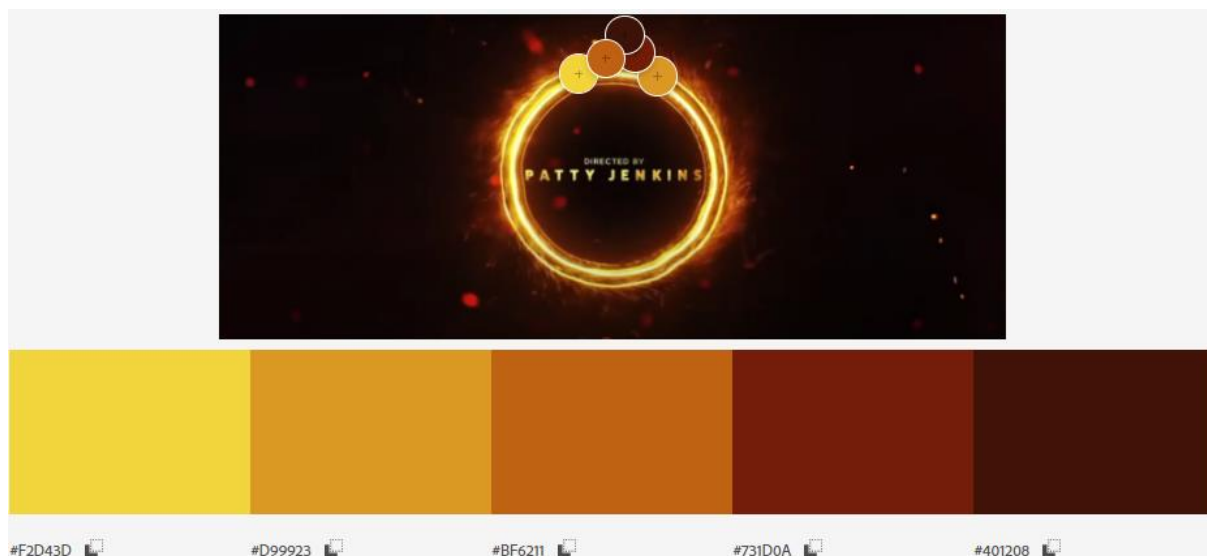 DIRECTED BY
PATTY JENKINS
#F2D43D
#D99923
#BF6211
#731D0A
#401208